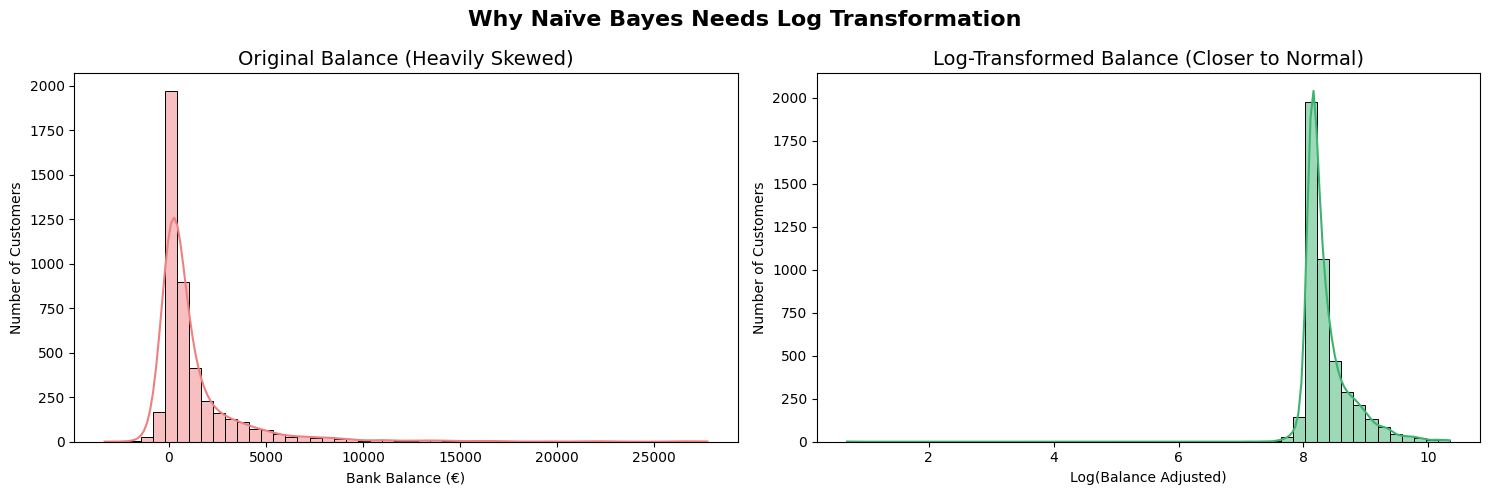 Why Naïve Bayes Needs Log Transformation
Original Balance (Heavily Skewed)
Number of Customers
2000
1750
1500
1250
1000
750
500
250
0
0 5000 10000 15000 20000 25000
Bank Balance (€)
Log-Transformed Balance (Closer to Normal)
Number of Customers
2000
1750
1500
1250
1000
750
500
250
0
2 4 6 8 10
Log(Balance Adjusted)